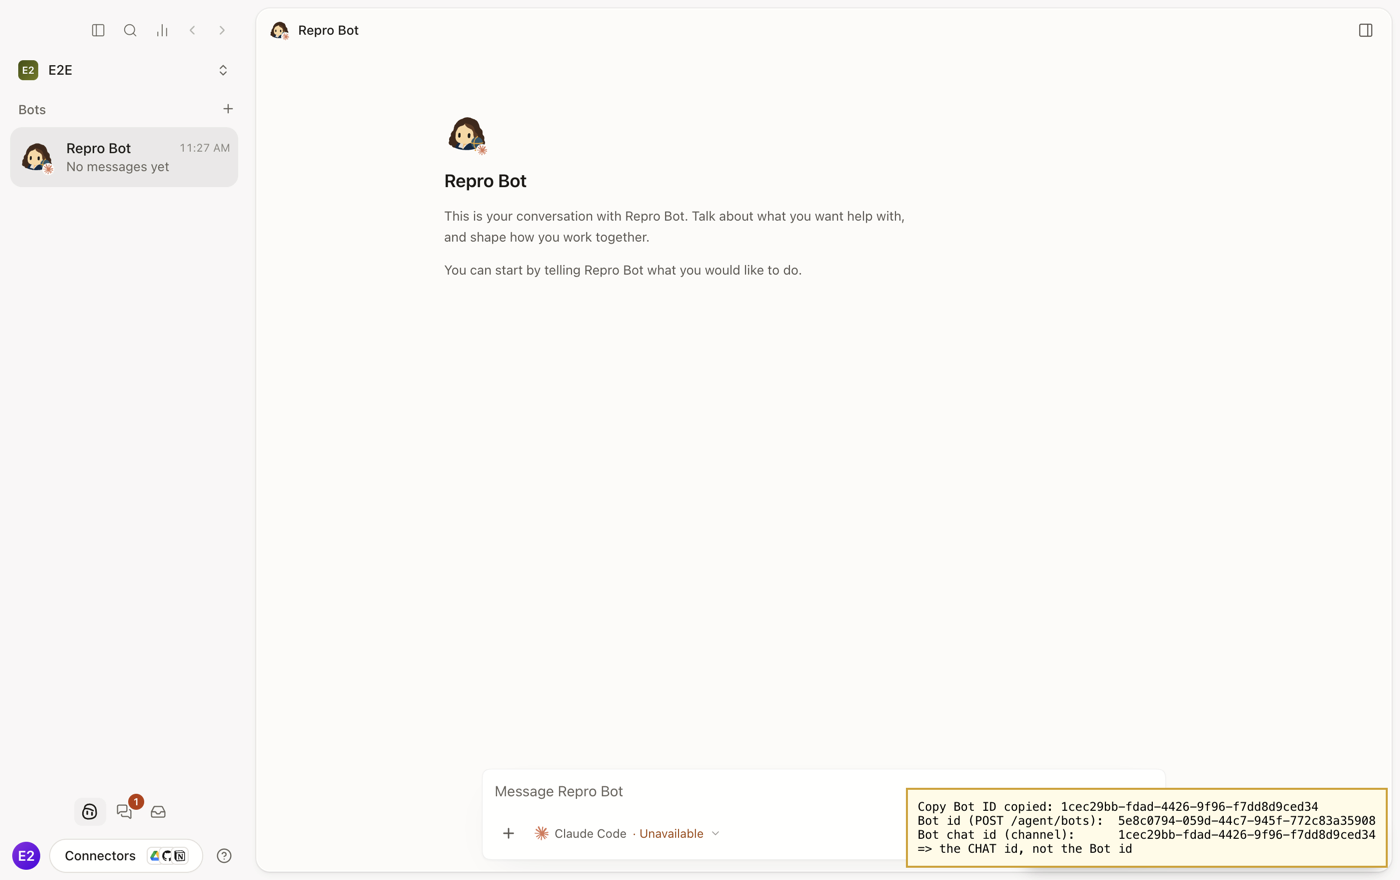 Repro Bot
E2 E2E
Bots
Repro Bot 11:27 AM
No messages yet
Repro Bot
This is your conversation with Repro Bot. Talk about what you want help with,
and shape how you work together.
You can start by telling Repro Bot what you would like to do.
Message Repro Bot
Claude Code · Unavailable
Copy Bot ID copied: 1cec29bb-fdad-4426-9f96-f7dd8d9ced34
Bot id (POST /agent/bots): 5e8c0794-059d-44c7-945f-772c83a35908
Bot chat id (channel): 1cec29bb-fdad-4426-9f96-f7dd8d9ced34
=> the CHAT id, not the Bot id
1
E2 Connectors